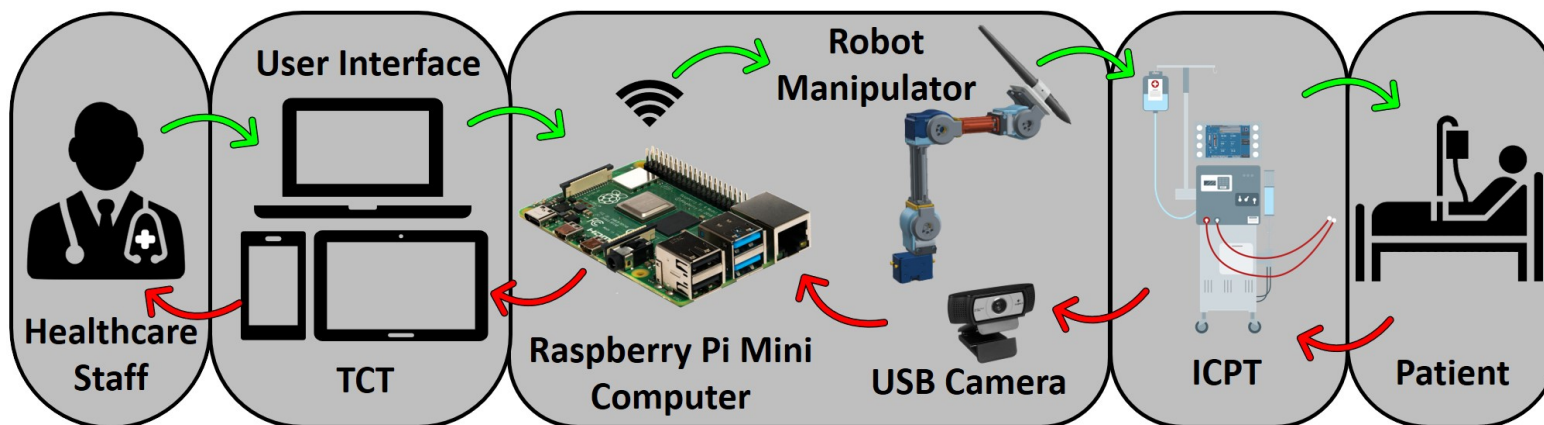 Healthcare
Staff
User Interface
TCT
Raspberry Pi Mini
Computer
Robot
Manipulator
USB Camera
ICPT
Patient